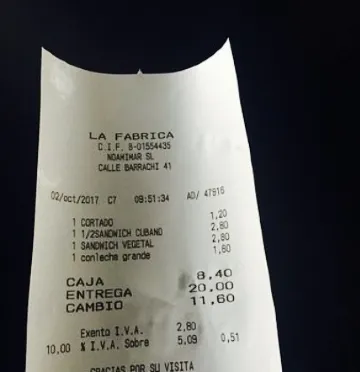 LA FABRICA
C.I.F. B-01554435
NOAHIMAR SL
CALLE BARRACHI 41
02/oct/2017 C7 09:51:34 AD/ 47916
1 CORTADO 1,20
1 1/2SANDWICH CUBANO 2,80
1 SANDWICH VEGETAL 2,80
1 conleche grande 1,60
CAJA 8,40
ENTREGA 20,00
CAMBIO 11,60
Exento I.V.A. 2,80
10,00 % I.V.A. Sobre 5,09 0,51
GRACIAS POR SU VISITA